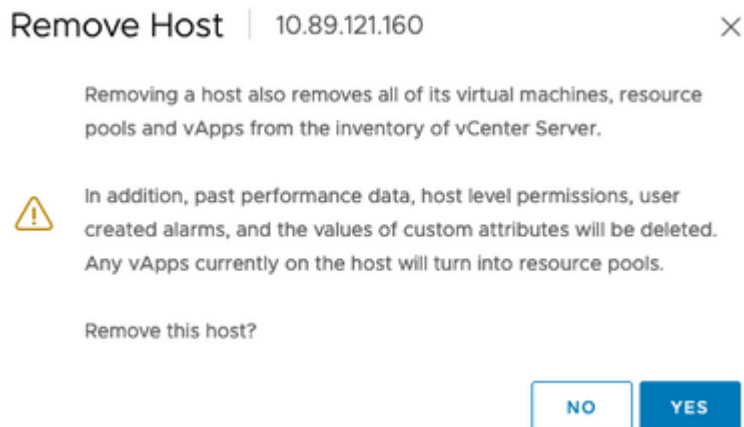 Remove Host | 10.89.121.160
Removing a host also removes all of its virtual machines, resource
pools and vApps from the inventory of vCenter Server.
In addition, past performance data, host level permissions, user
created alarms, and the values of custom attributes will be deleted.
Any vApps currently on the host will turn into resource pools.
Remove this host?
NO YES